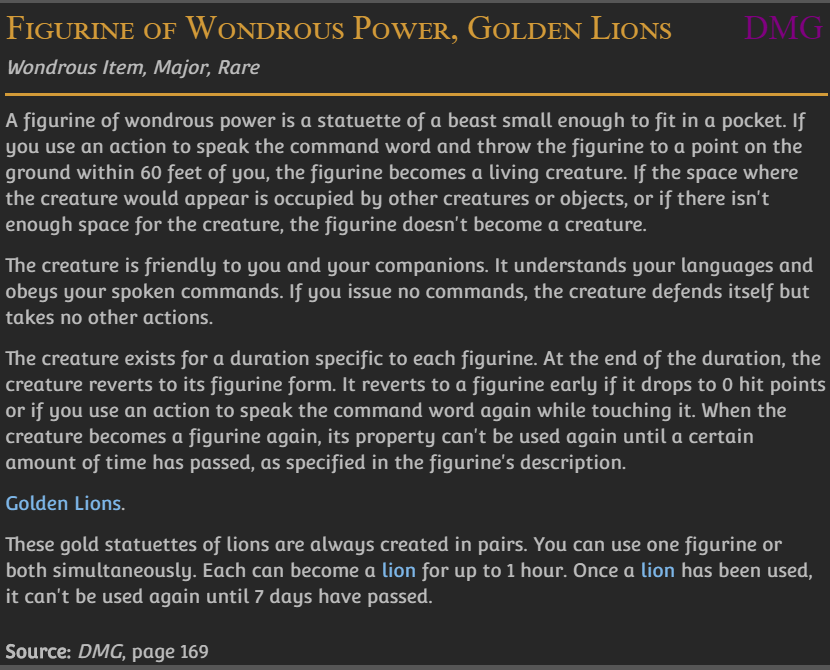 Figurine of Wondrous Power, Golden Lions DMG
Wondrous Item, Major, Rare
A figurine of wondrous power is a statuette of a beast small enough to fit in a pocket. If
you use an action to speak the command word and throw the figurine to a point on the
ground within 60 feet of you, the figurine becomes a living creature. If the space where
the creature would appear is occupied by other creatures or objects, or if there isn't
enough space for the creature, the figurine doesn't become a creature.
The creature is friendly to you and your companions. It understands your languages and
obeys your spoken commands. If you issue no commands, the creature defends itself but
takes no other actions.
The creature exists for a duration specific to each figurine. At the end of the duration, the
creature reverts to its figurine form. It reverts to a figurine early if it drops to 0 hit points
or if you use an action to speak the command word again while touching it. When the
creature becomes a figurine again, its property can't be used again until a certain
amount of time has passed, as specified in the figurine's description.
Golden Lions.
These gold statuettes of lions are always created in pairs. You can use one figurine or
both simultaneously. Each can become a lion for up to 1 hour. Once a lion has been used,
it can't be used again until 7 days have passed.
Source: DMG, page 169